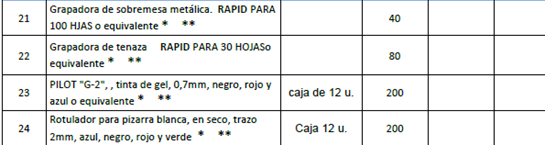 21 Grapadora de sobremesa metálica. RAPID PARA 40
100 HJAS o equivalente * **
22 Grapadora de tenaza RAPID PARA 30 HOJASo 80
equivalente * **
23 PILOT "G-2", , tinta de gel, 0,7mm, negro, rojo y caja de 12 u. 200
azul o equivalente * **
24 Rotulador para pizarra blanca, en seco, trazo Caja 12 u. 200
2mm, azul, negro, rojo y verde * **